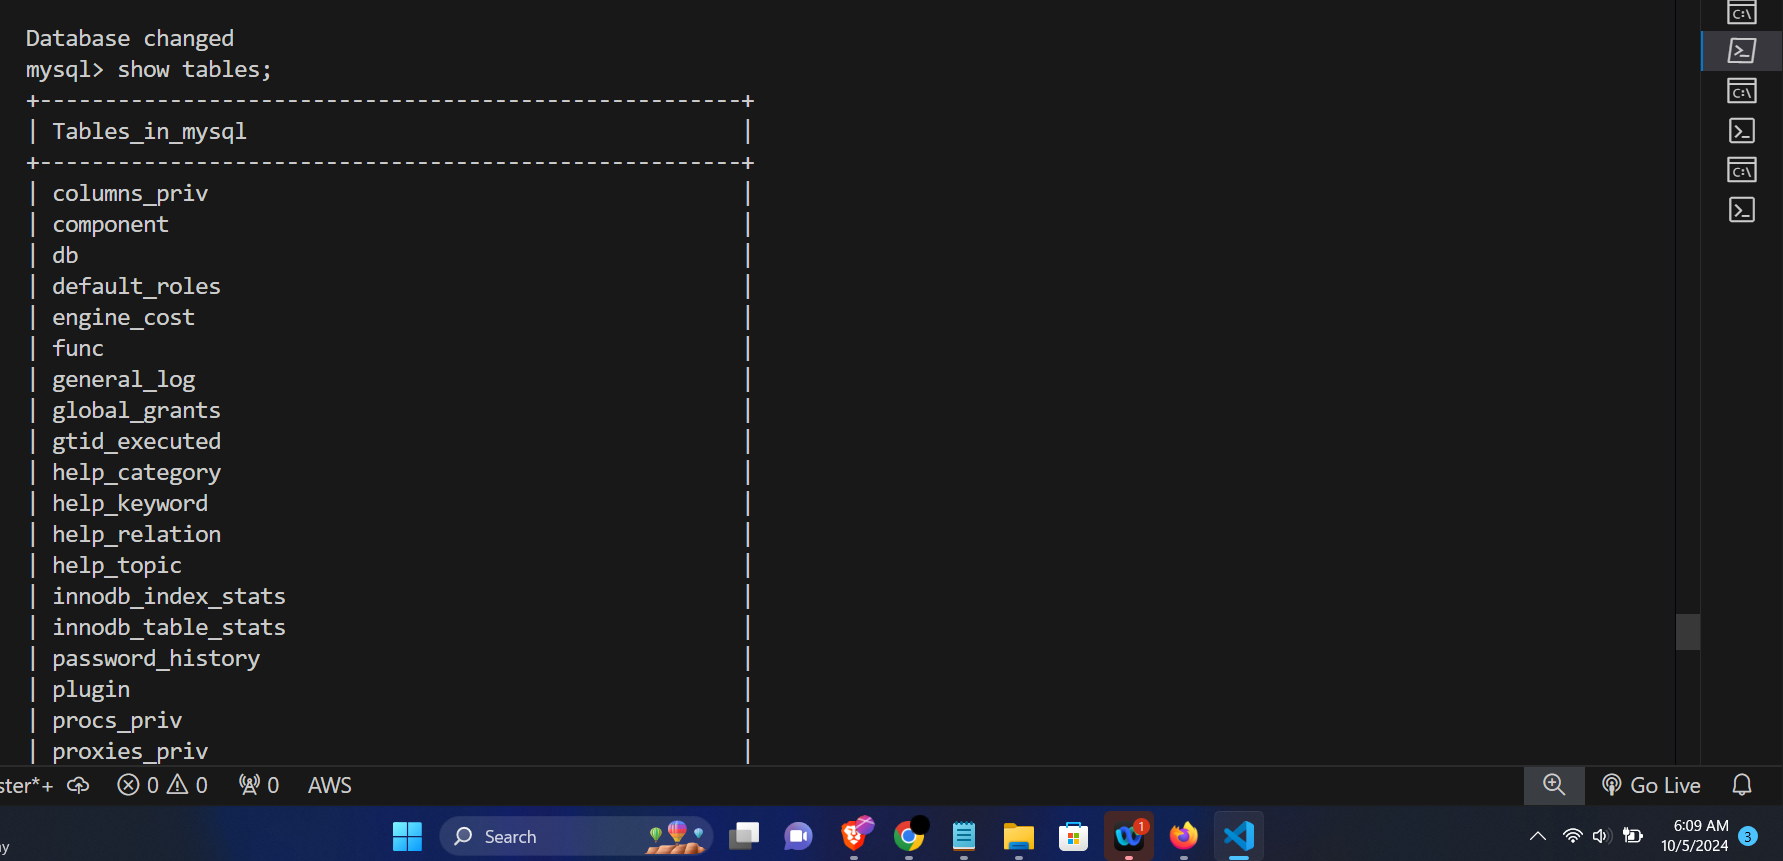 Database changed
mysql> show tables;
+------------------------------------------------------+
| Tables_in_mysql |
+------------------------------------------------------+
| columns_priv |
| component |
| db |
| default_roles |
| engine_cost |
| func |
| general_log |
| global_grants |
| gtid_executed |
| help_category |
| help_keyword |
| help_relation |
| help_topic |
| innodb_index_stats |
| innodb_table_stats |
| password_history |
| plugin |
| procs_priv |
| proxies_priv |
C:\
C:\
C:\
ster*+ 0 0 0 AWS Go Live
Search
1
6:09 AM
10/5/2024
3